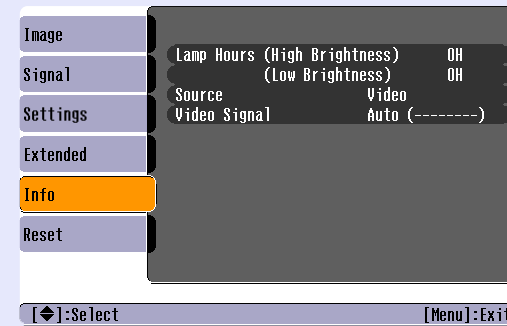 Image
Signal
Settings
Extended
Info
Reset
Lamp Hours (High Brightness) 0H
(Low Brightness) 0H
Source Video
Video Signal Auto (--------)
[◆]:Select [Menu]:Exit